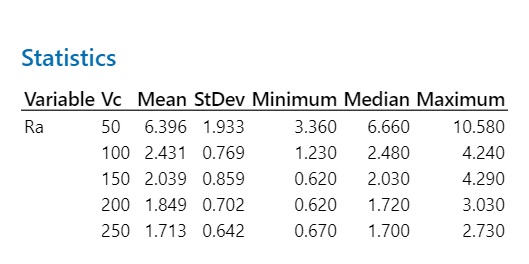 Statistics
Variable Vc Mean StDev Minimum Median Maximum
Ra 50 6.396 1.933 3.360 6.660 10.580
100 2.431 0.769 1.230 2.480 4.240
150 2.039 0.859 0.620 2.030 4.290
200 1.849 0.702 0.620 1.720 3.030
250 1.713 0.642 0.670 1.700 2.730